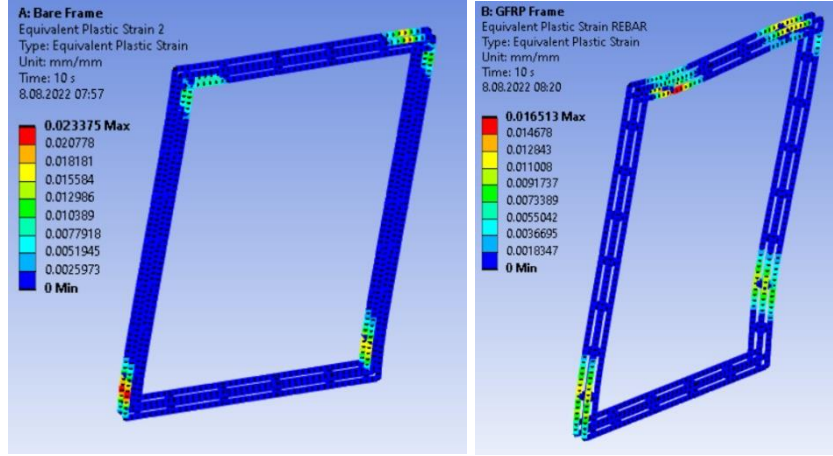 A: Bare Frame
Equivalent Plastic Strain 2
Type: Equivalent Plastic Strain
Unit: mm/mm
Time: 10 s
8.08.2022 07:57
0.023375 Max
0.020778
0.018181
0.015584
0.012986
0.010389
0.0077918
0.0051945
0.0025973
0 Min
B: GFRP Frame
Equivalent Plastic Strain REBAR
Type: Equivalent Plastic Strain
Unit: mm/mm
Time: 10 s
8.08.2022 08:20
0.016513 Max
0.014678
0.012843
0.011008
0.0091737
0.0073389
0.0055042
0.0036695
0.0018347
0 Min